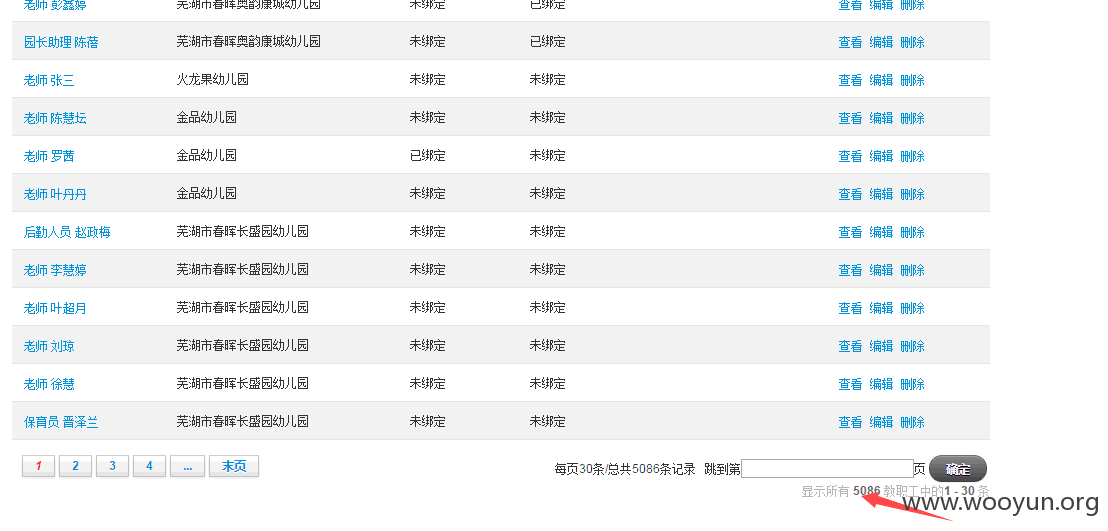 老师 彭鑫婷 芜湖市春晖奥韵康城幼儿园 未绑定 已绑定 查看 编辑 删除
园长助理 陈蓓 芜湖市春晖奥韵康城幼儿园 未绑定 已绑定 查看 编辑 删除
老师 张三 火龙果幼儿园 未绑定 未绑定 查看 编辑 删除
老师 陈慧坛 金品幼儿园 未绑定 未绑定 查看 编辑 删除
老师 罗茜 金品幼儿园 已绑定 未绑定 查看 编辑 删除
老师 叶丹丹 金品幼儿园 未绑定 未绑定 查看 编辑 删除
后勤人员 赵政梅 芜湖市春晖长盛园幼儿园 未绑定 未绑定 查看 编辑 删除
老师 李慧婷 芜湖市春晖长盛园幼儿园 未绑定 未绑定 查看 编辑 删除
老师 叶超月 芜湖市春晖长盛园幼儿园 未绑定 未绑定 查看 编辑 删除
老师 刘琼 芜湖市春晖长盛园幼儿园 未绑定 未绑定 查看 编辑 删除
老师 徐慧 芜湖市春晖长盛园幼儿园 未绑定 未绑定 查看 编辑 删除
保育员 晋泽兰 芜湖市春晖长盛园幼儿园 未绑定 未绑定 查看 编辑 删除
1 2 3 4 ... 末页 每页30条/总共5086条记录 跳到第 页 确定
显示所有 5086 教职工中的1 - 30 条
www.wooyun.org